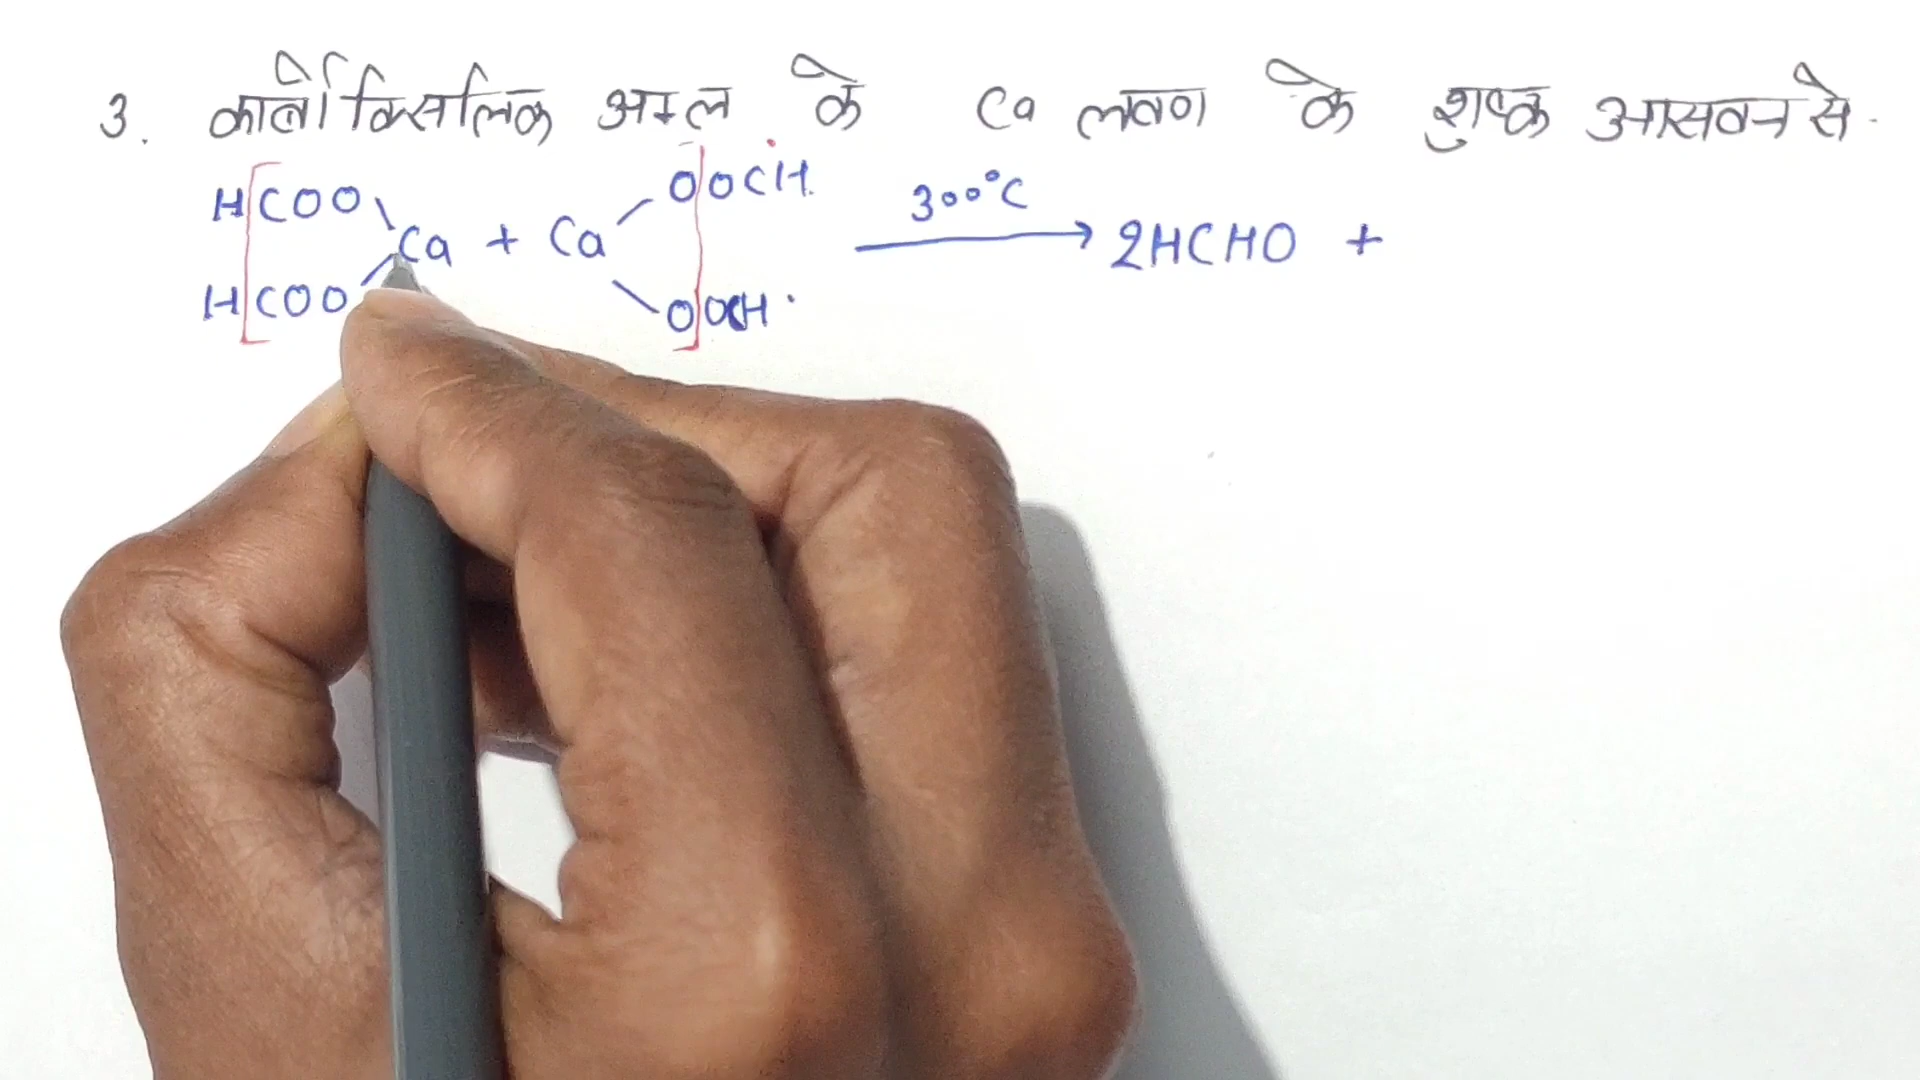 3. कार्बोक्सिलिक अम्ल के Ca लवण के शुष्क आसवन से.
HCOO OOCH 300°C
Ca + Ca → 2HCHO +
HCOO OOCH